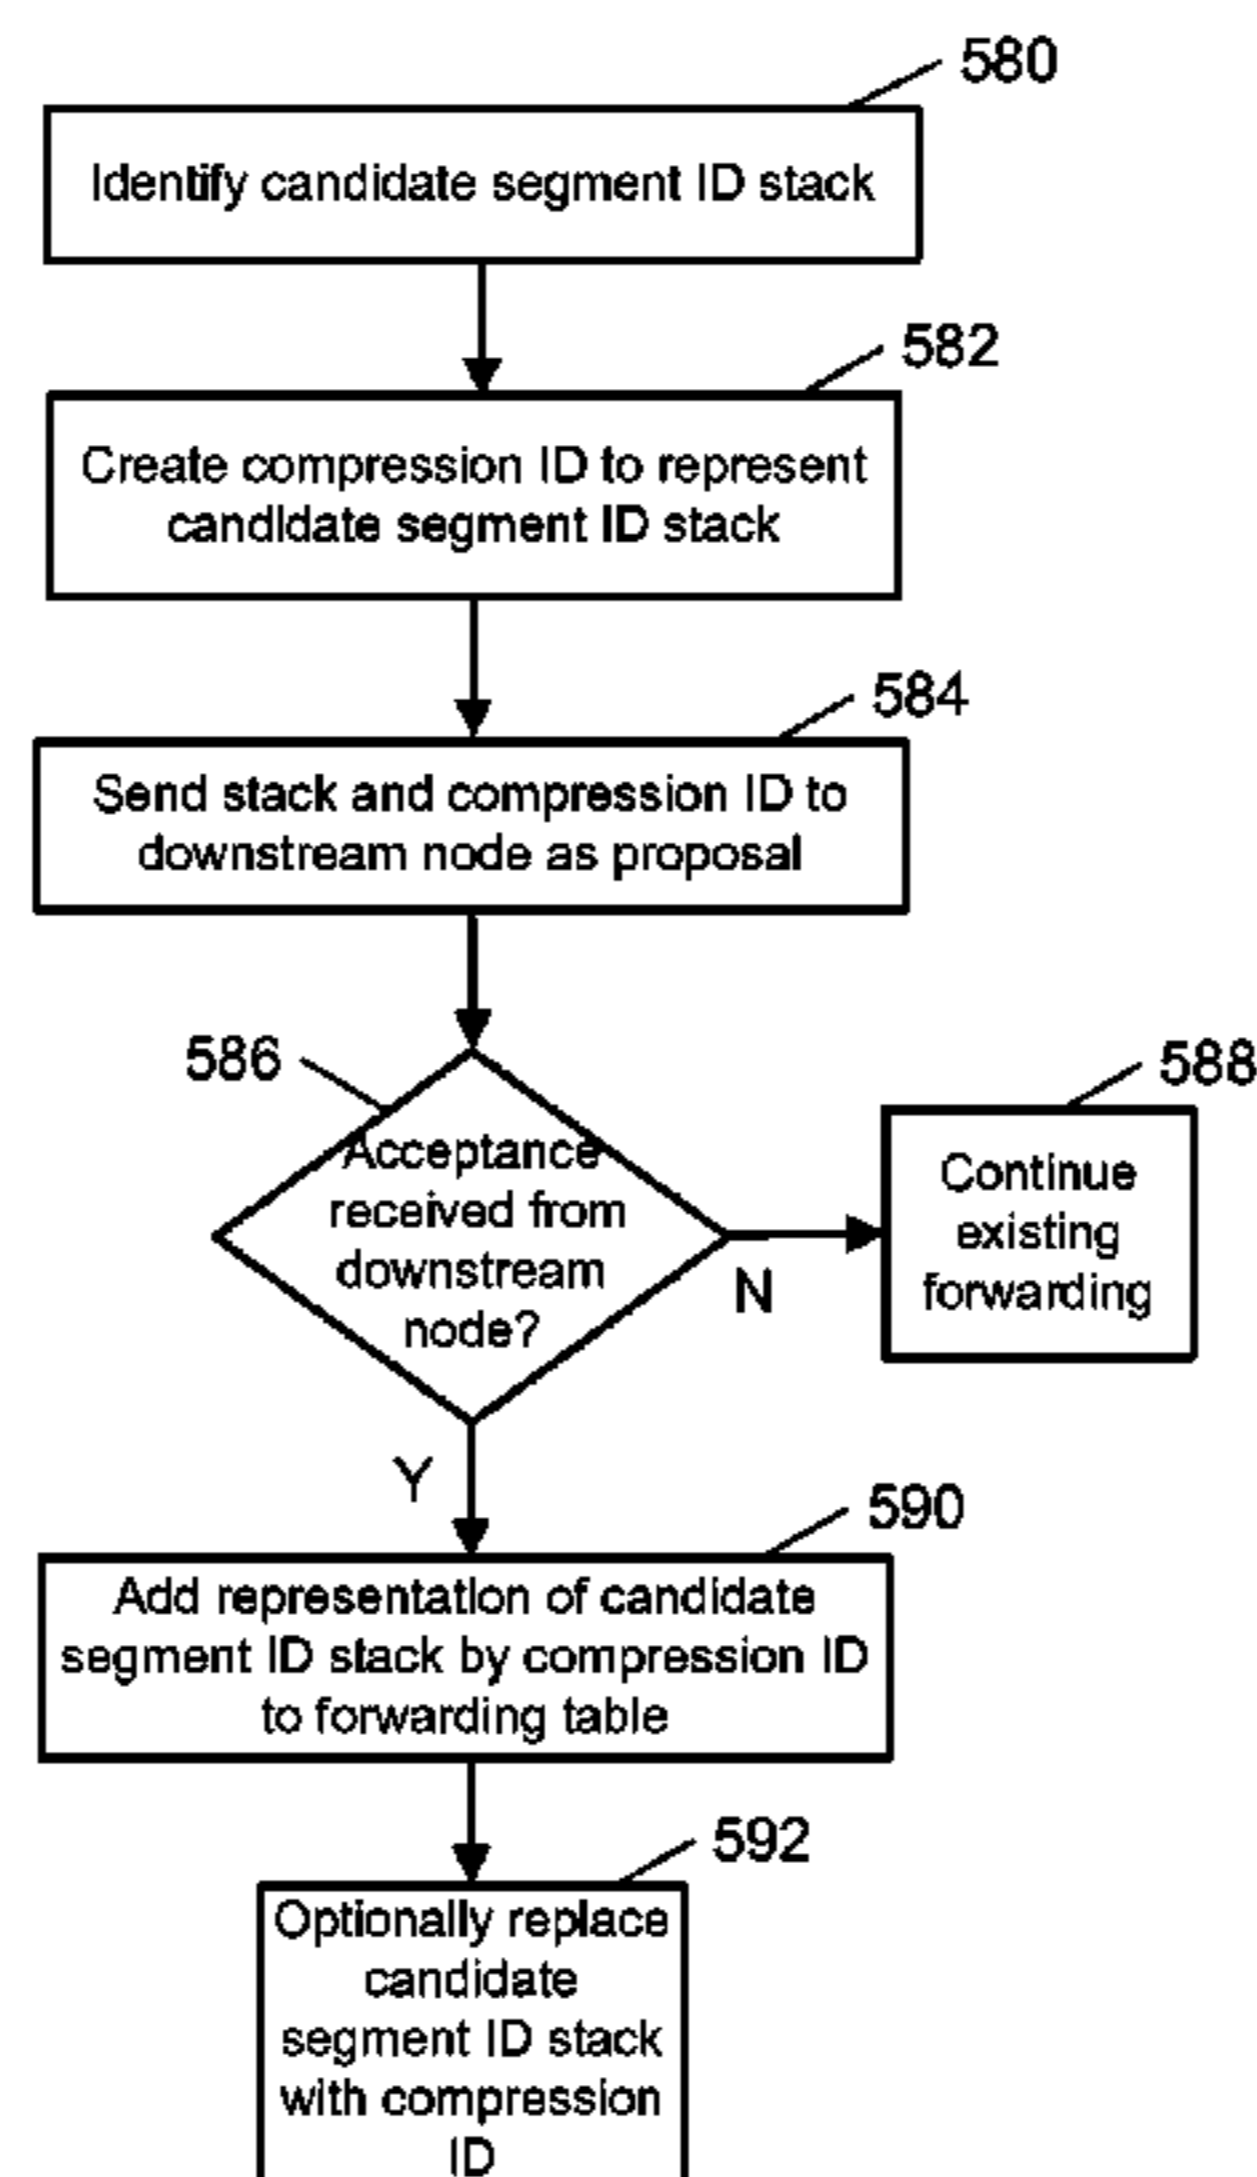 580
Identify candidate segment ID stack
582
Create compression ID to represent
candidate segment ID stack
584
Send stack and compression ID to
downstream node as proposal
586
Acceptance
received from
downstream
node?
N
588
Continue
existing
forwarding
Y
590
Add representation of candidate
segment ID stack by compression ID
to forwarding table
592
Optionally replace
candidate
segment ID stack
with compression
ID